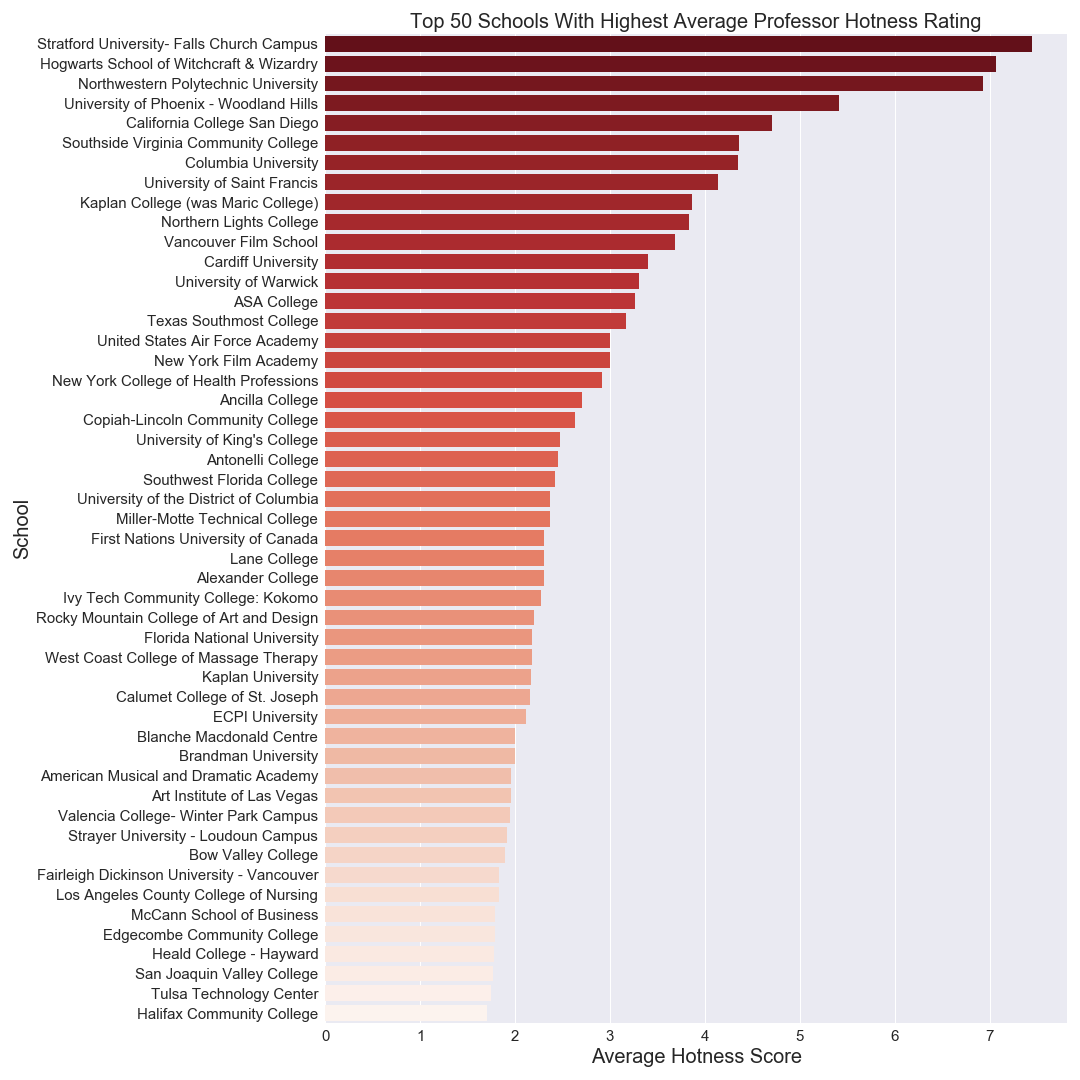 Top 50 Schools With Highest Average Professor Hotness Rating
School
Stratford University- Falls Church Campus
Hogwarts School of Witchcraft & Wizardry
Northwestern Polytechnic University
University of Phoenix - Woodland Hills
California College San Diego
Southside Virginia Community College
Columbia University
University of Saint Francis
Kaplan College (was Maric College)
Northern Lights College
Vancouver Film School
Cardiff University
University of Warwick
ASA College
Texas Southmost College
United States Air Force Academy
New York Film Academy
New York College of Health Professions
Ancilla College
Copiah-Lincoln Community College
University of King's College
Antonelli College
Southwest Florida College
University of the District of Columbia
Miller-Motte Technical College
First Nations University of Canada
Lane College
Alexander College
Ivy Tech Community College: Kokomo
Rocky Mountain College of Art and Design
Florida National University
West Coast College of Massage Therapy
Kaplan University
Calumet College of St. Joseph
ECPI University
Blanche Macdonald Centre
Brandman University
American Musical and Dramatic Academy
Art Institute of Las Vegas
Valencia College- Winter Park Campus
Strayer University - Loudoun Campus
Bow Valley College
Fairleigh Dickinson University - Vancouver
Los Angeles County College of Nursing
McCann School of Business
Edgecombe Community College
Heald College - Hayward
San Joaquin Valley College
Tulsa Technology Center
Halifax Community College
0 1 2 3 4 5 6 7
Average Hotness Score